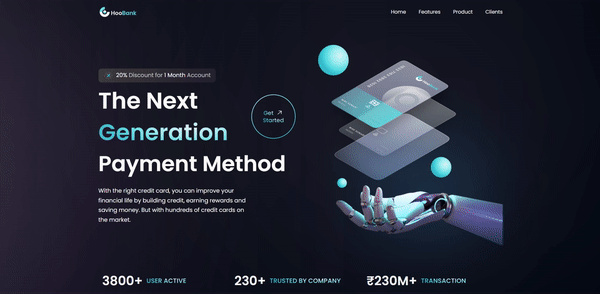 HooBank
Home Features Product Clients
20% Discount for 1 Month Account
The Next
Generation
Payment Method
Get
Started
With the right credit card, you can improve your
financial life by building credit, earning rewards and
saving money. But with hundreds of credit cards on
the market.
3800+ USER ACTIVE 230+ TRUSTED BY COMPANY ₹230M+ TRANSACTION